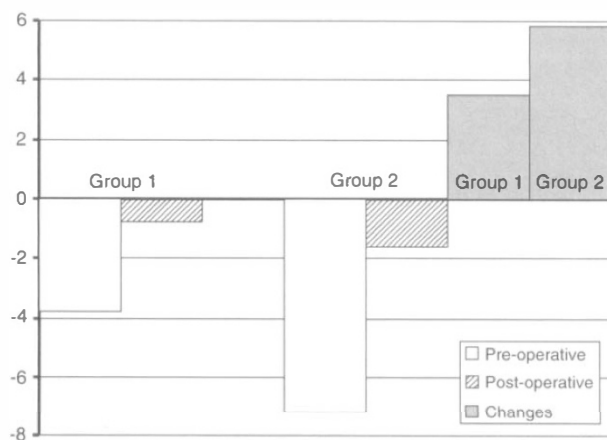 6
4
2
Group 1
Group 2
Group 1
Group 2
0
-2
-4
-6
-8
Pre-operative
Post-operative
Changes